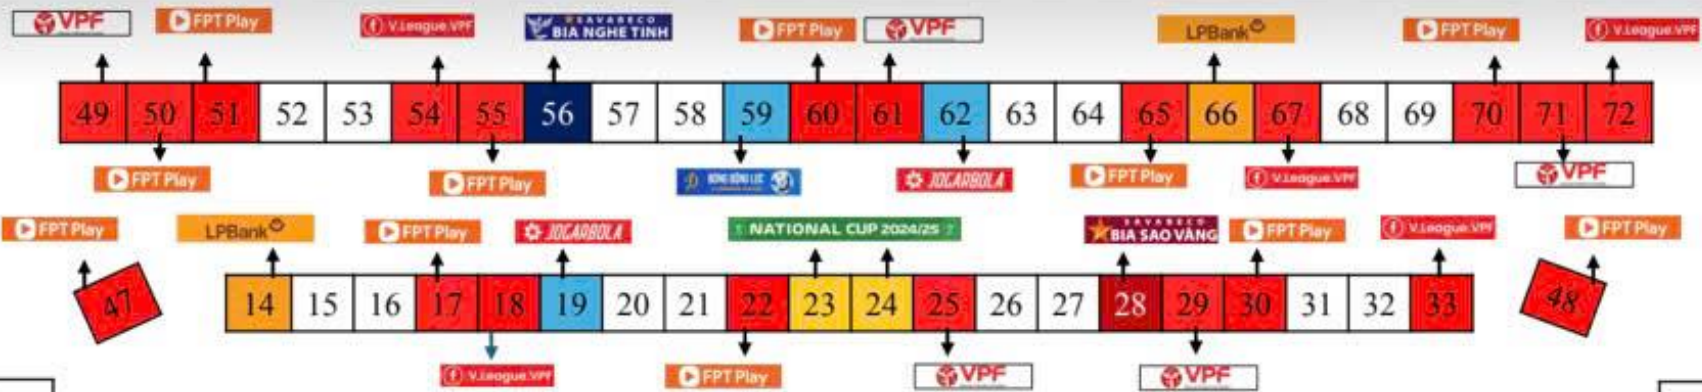 VPF
FPT Play
V.League.VPF
SAVABECO
BIA NGHE TINH
FPT Play
VPF
LPBank
FPT Play
V.League.VPF
49 50 51 52 53 54 55 56 57 58 59 60 61 62 63 64 65 66 67 68 69 70 71 72
FPT Play
FPT Play
JOCARBOLA
FPT Play
V.League.VPF
VPF
FPT Play
LPBank
FPT Play
JOCARBOLA
NATIONAL CUP 2024/25
SAVABECO
BIA SAO VÀNG
FPT Play
V.League.VPF
FPT Play
47
14 15 16 17 18 19 20 21 22 23 24 25 26 27 28 29 30 31 32 33
48
V.League.VPF
FPT Play
VPF
VPF